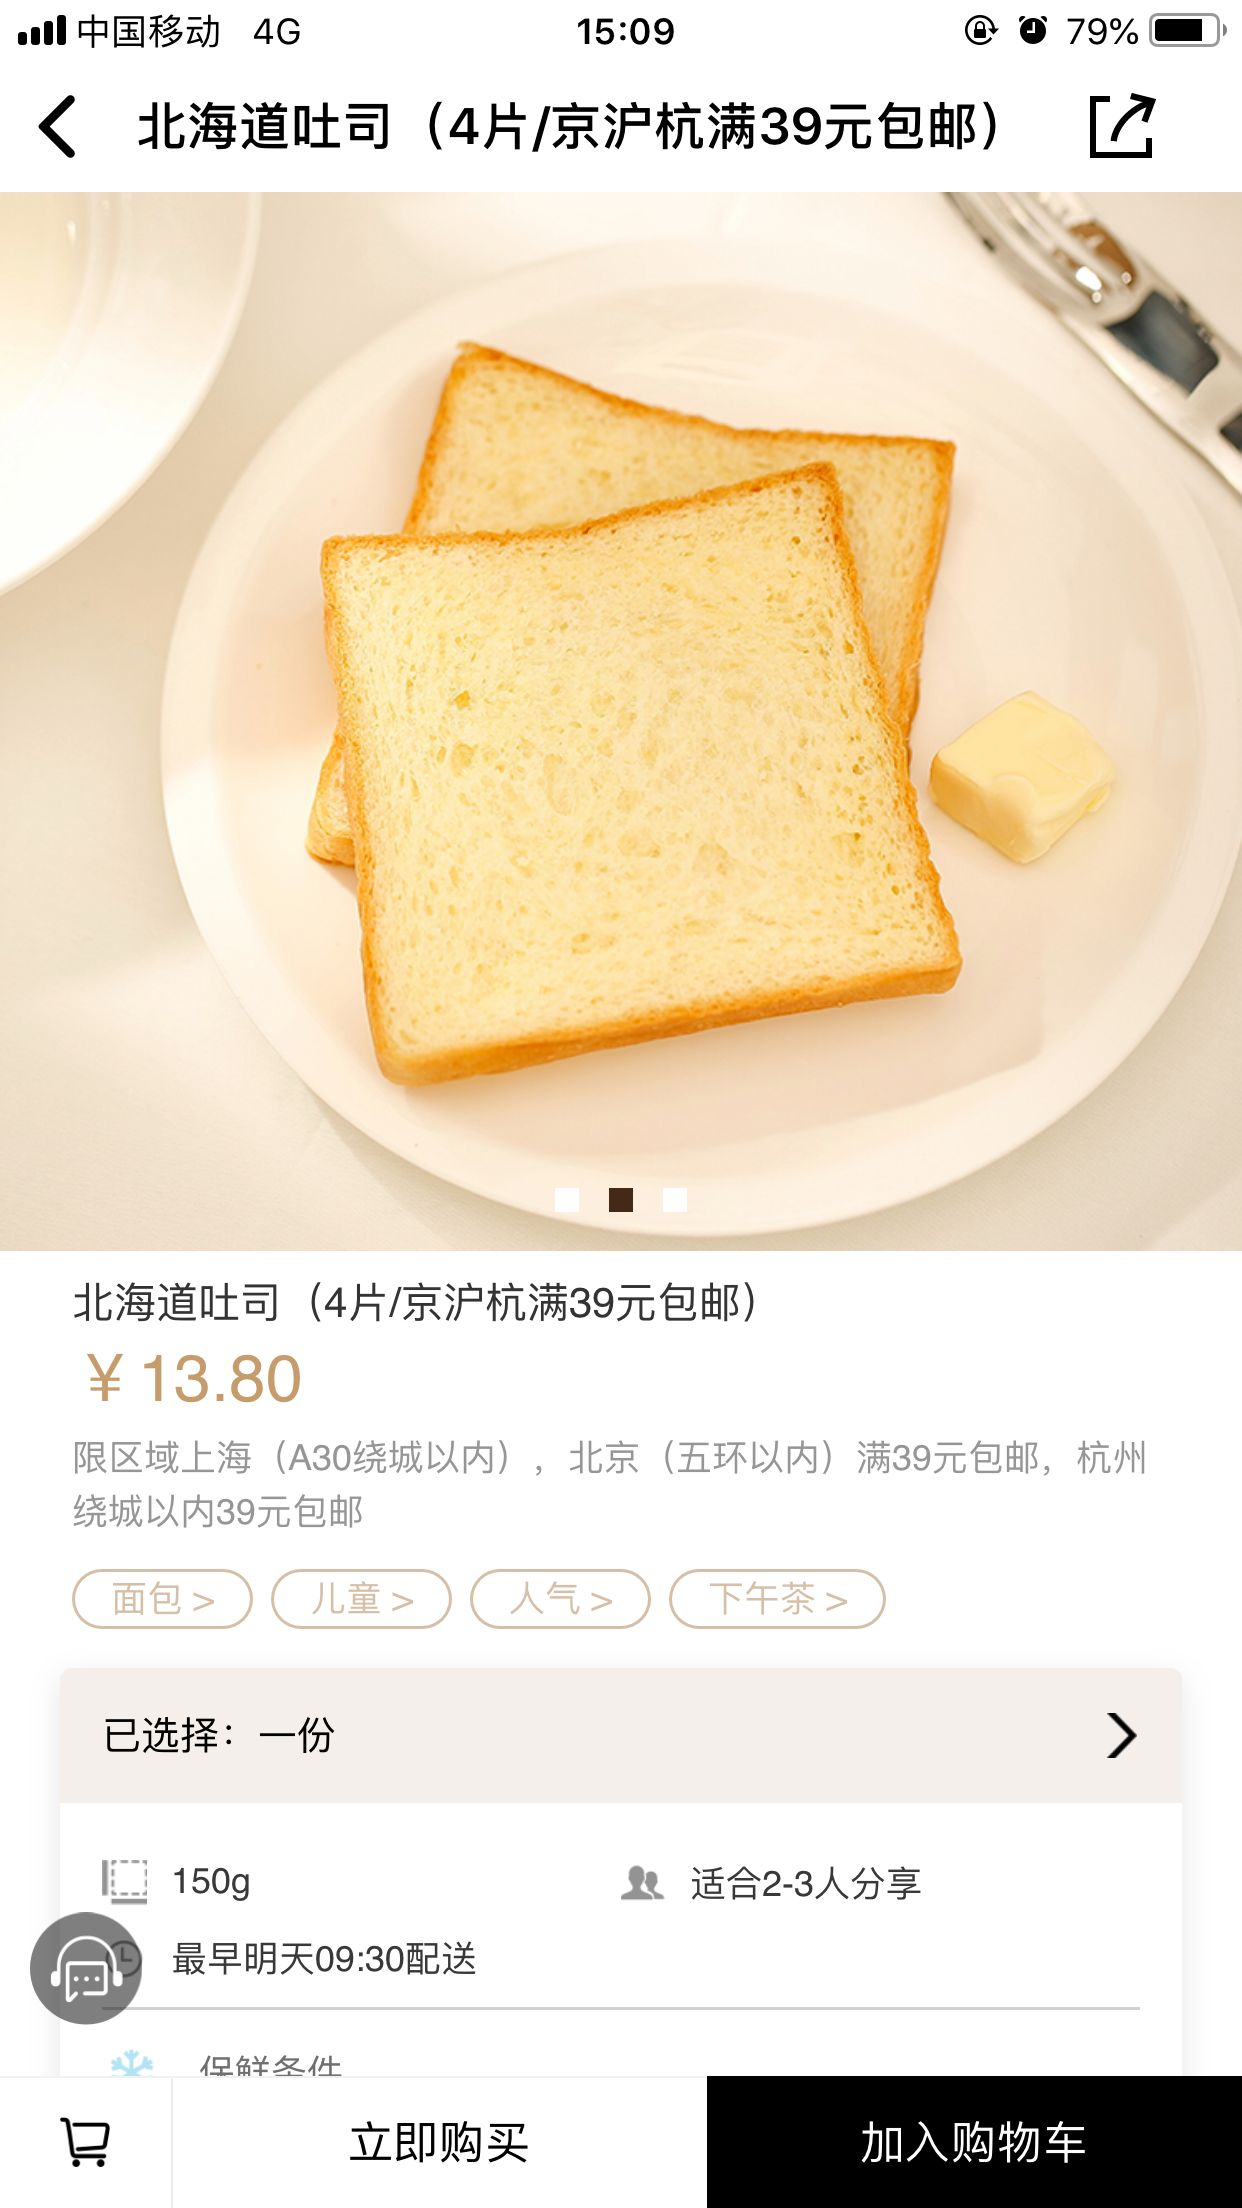 中国移动 4G 15:09 79%
北海道吐司（4片/京沪杭满39元包邮）
北海道吐司（4片/京沪杭满39元包邮）
¥13.80
限区域上海（A30绕城以内），北京（五环以内）满39元包邮，杭州
绕城以内39元包邮
面包 > 儿童 > 人气 > 下午茶 >
已选择：一份
150g 适合2-3人分享
最早明天09:30配送
保鲜条件
立即购买 加入购物车